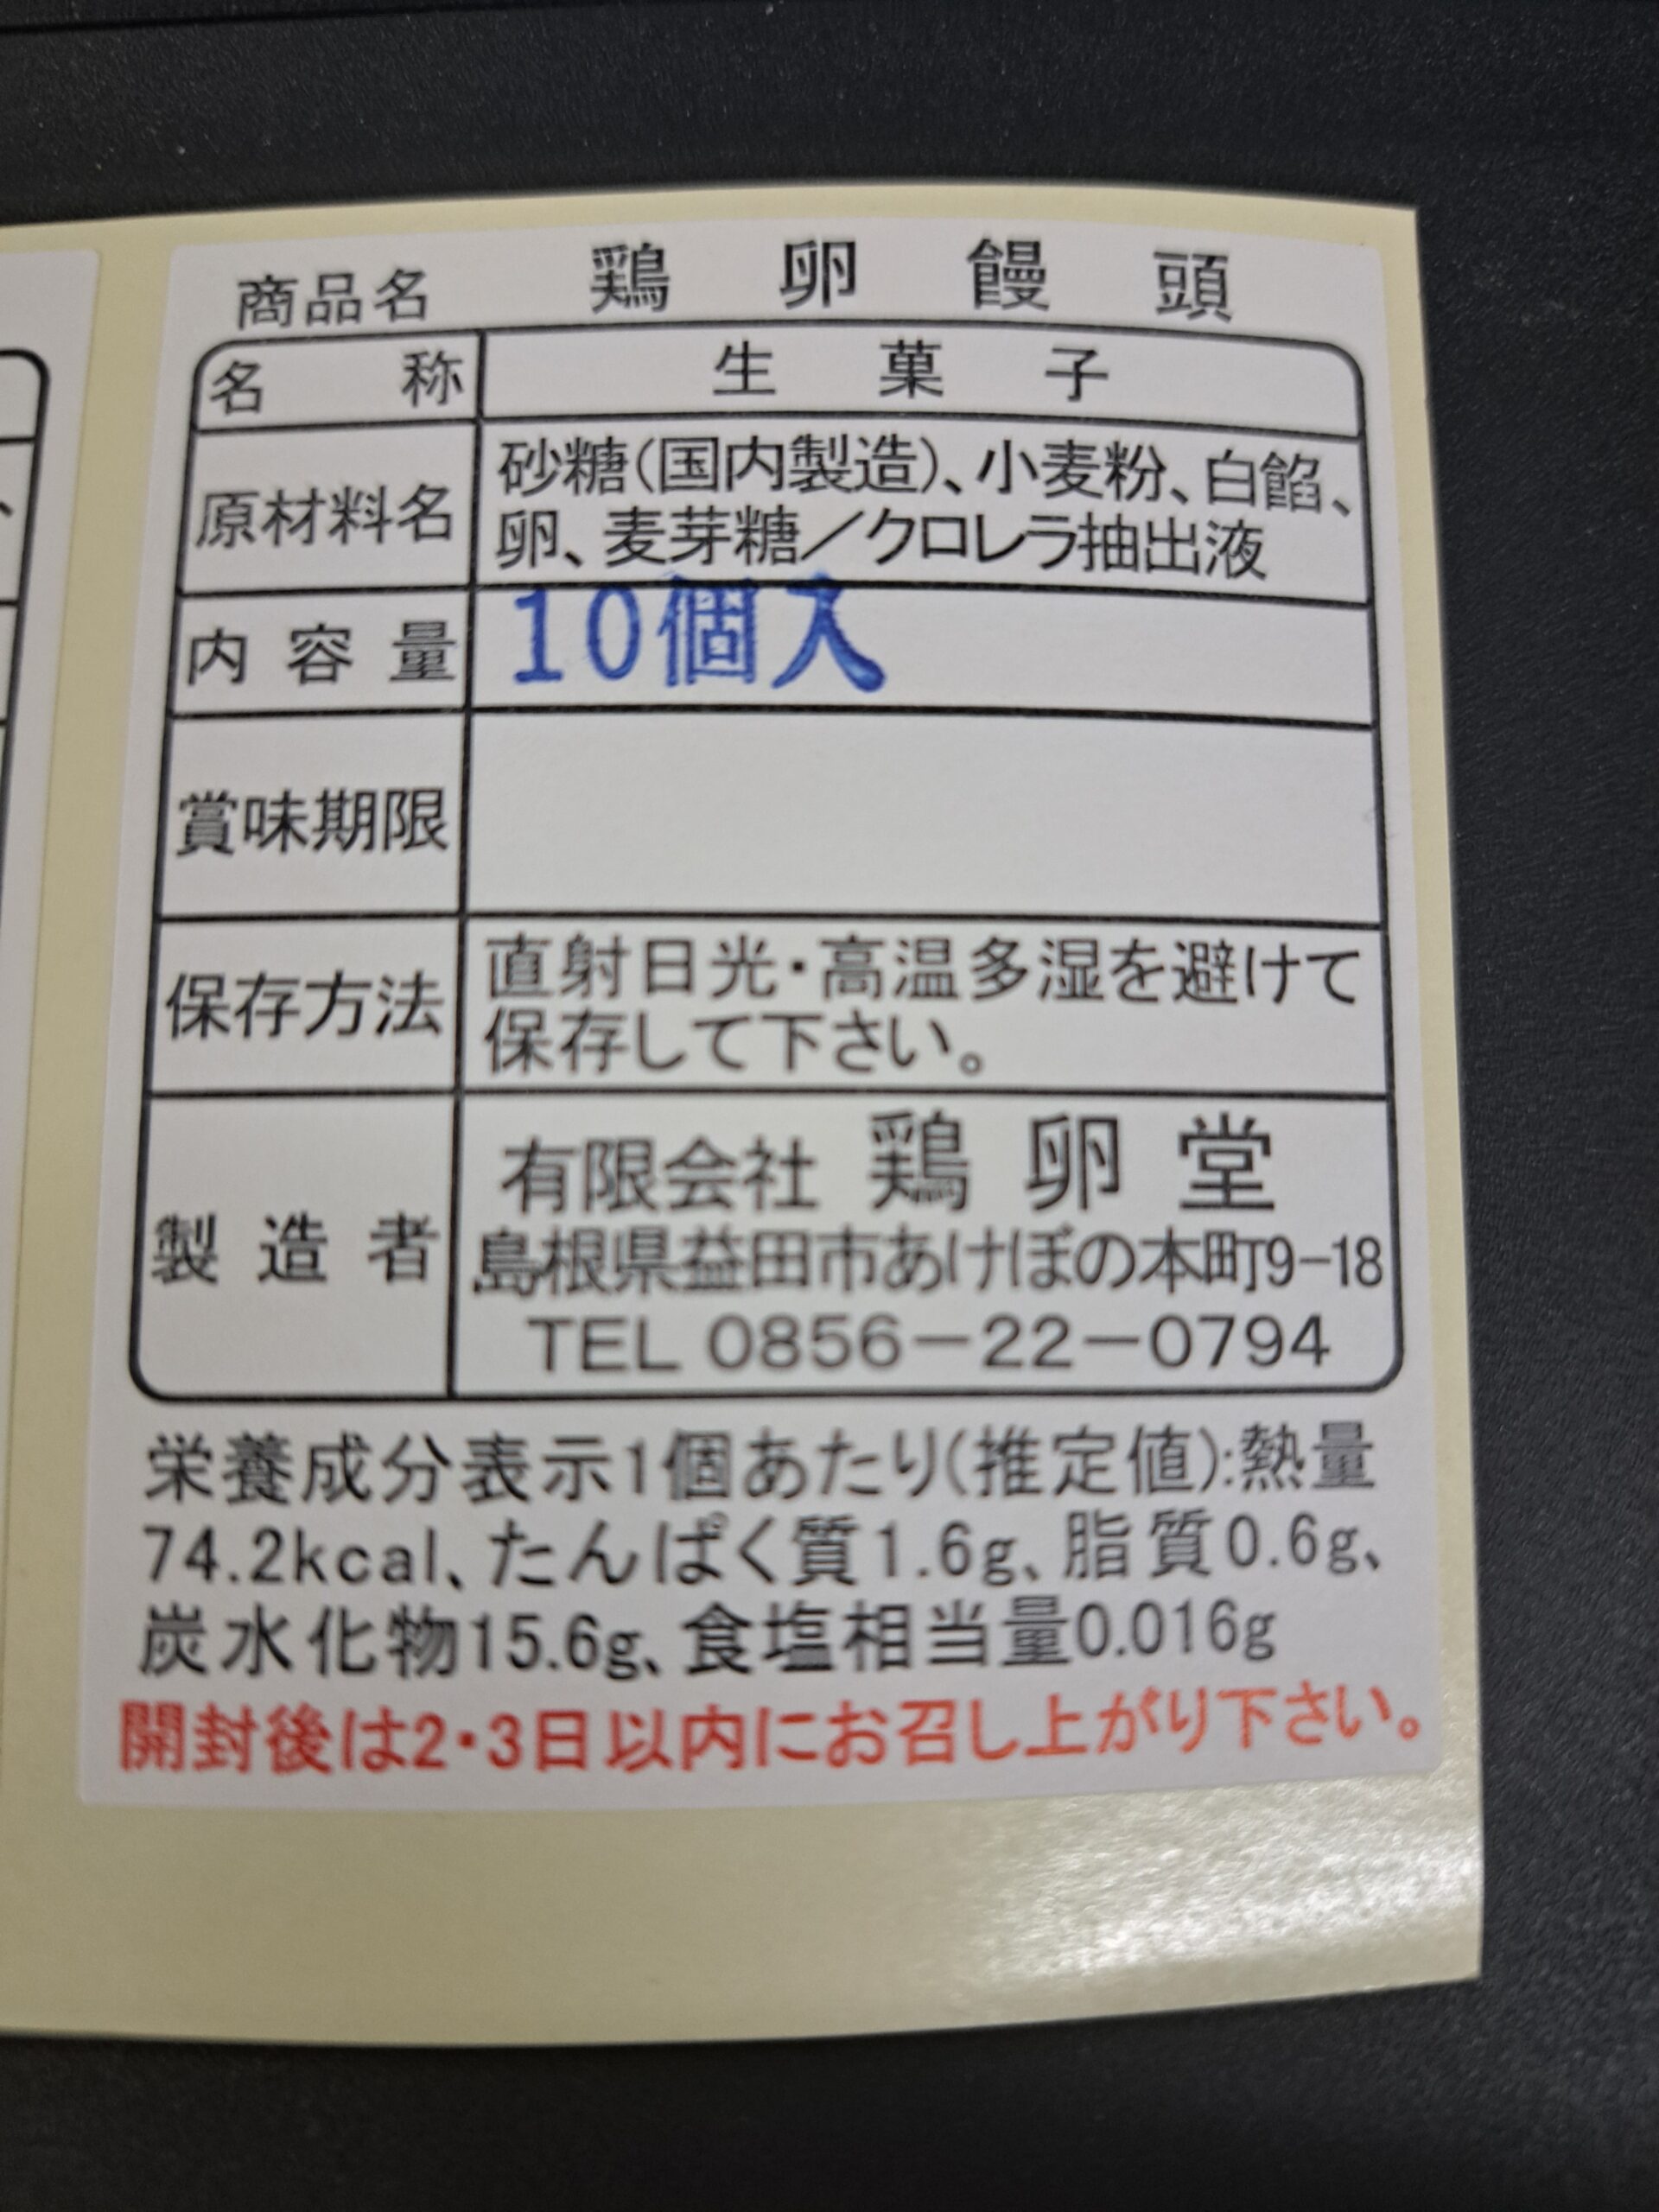 商品名 鶏卵饅頭
名称 生菓子
原材料名 砂糖(国内製造)、小麦粉、白餡、
卵、麦芽糖／クロレラ抽出液
内容量 10個入
賞味期限
保存方法 直射日光・高温多湿を避けて
保存して下さい。
製造者 有限会社 鶏卵堂
島根県益田市あけぼの本町9-18
TEL 0856-22-0794
栄養成分表示1個あたり(推定値):熱量
74.2kcal、たんぱく質1.6g、脂質0.6g、
炭水化物15.6g、食塩相当量0.016g
開封後は2・3日以内にお召し上がり下さい。